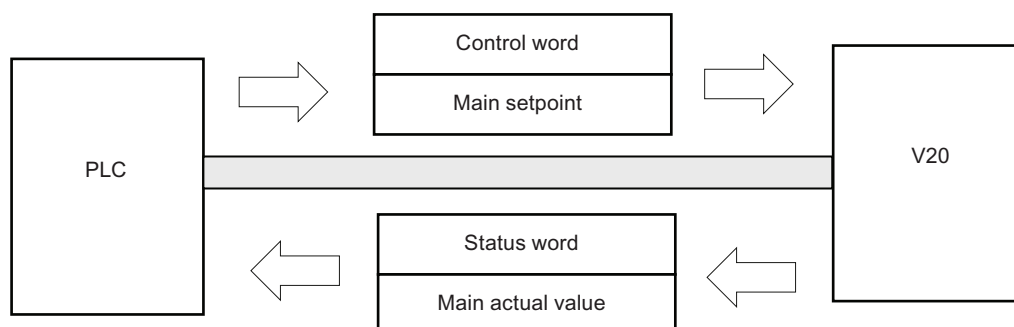 Control word
Main setpoint
PLC
V20
Status word
Main actual value